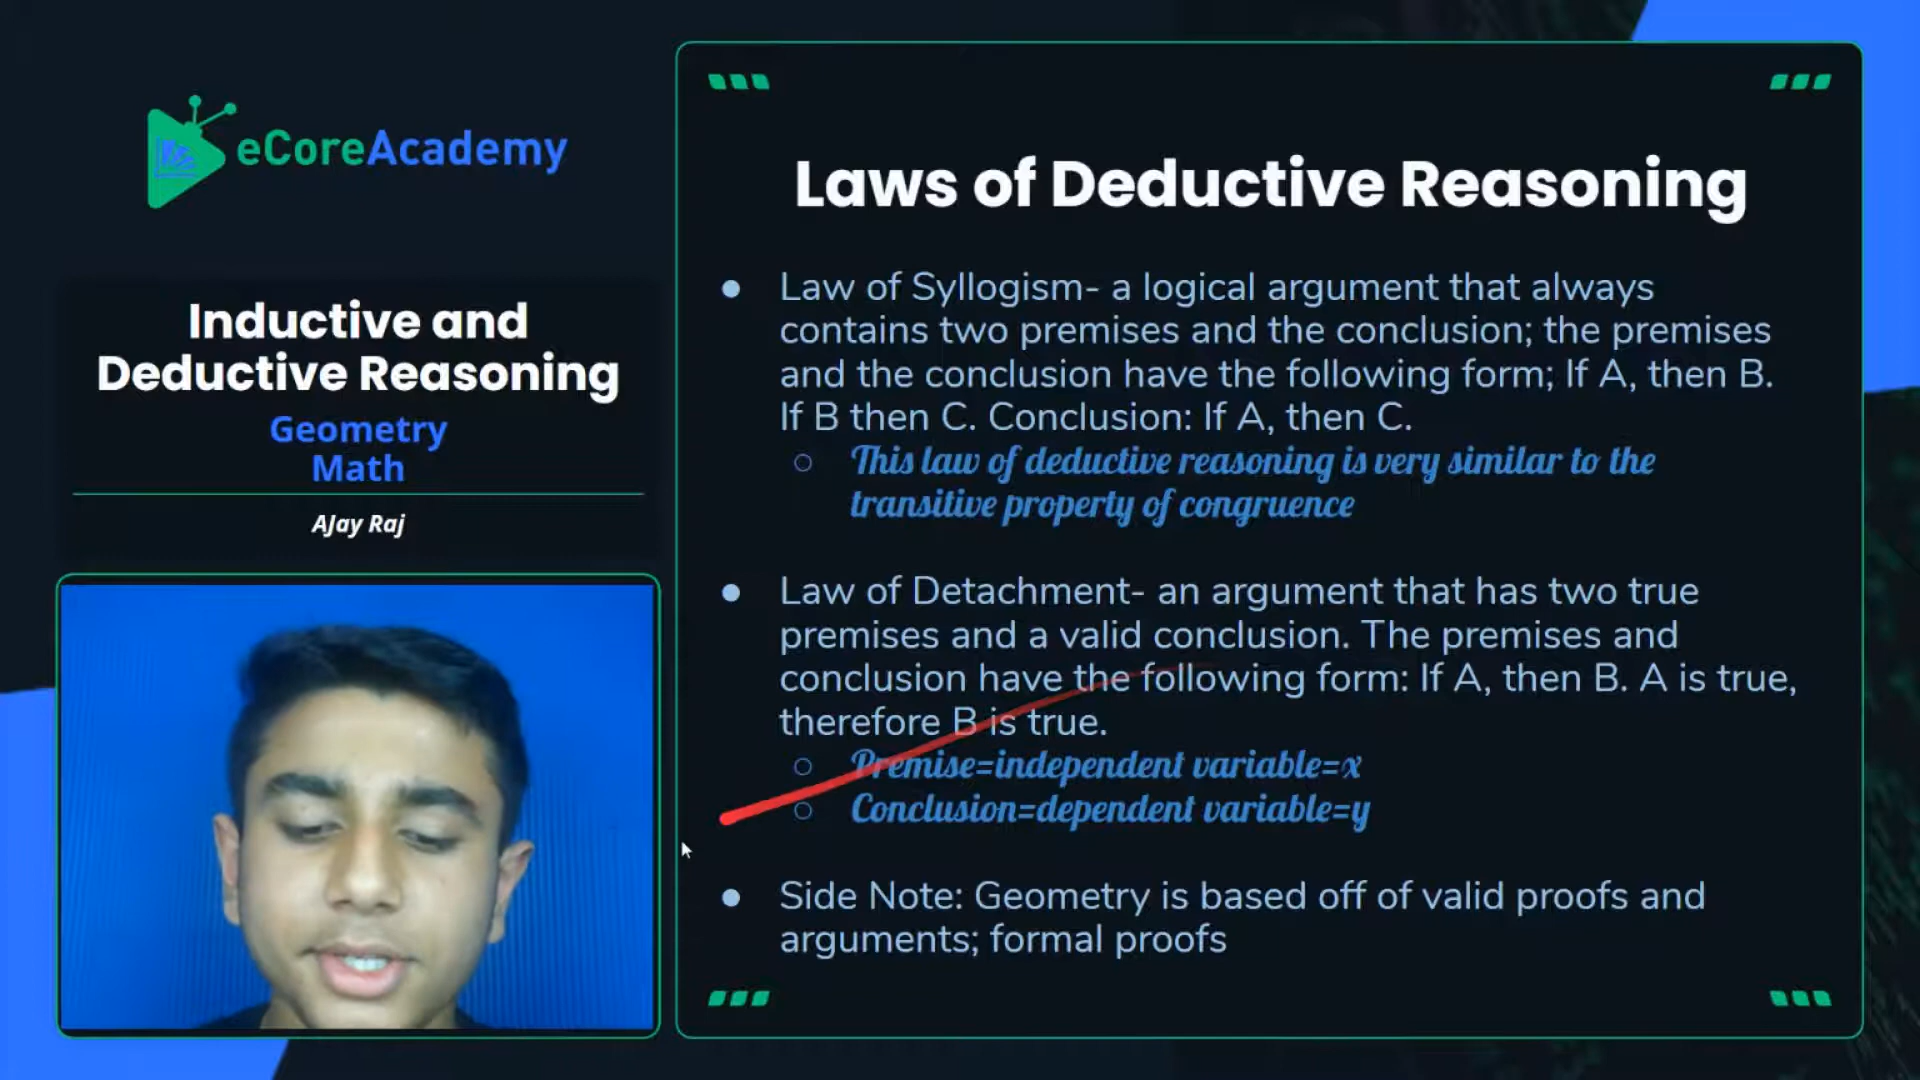 eCoreAcademy
Inductive and
Deductive Reasoning
Geometry
Math
AJay Raj
Laws of Deductive Reasoning
● Law of Syllogism- a logical argument that always
contains two premises and the conclusion; the premises
and the conclusion have the following form; If A, then B.
If B then C. Conclusion: If A, then C.
○ This law of deductive reasoning is very similar to the
transitive property of congruence
● Law of Detachment- an argument that has two true
premises and a valid conclusion. The premises and
conclusion have the following form: If A, then B. A is true,
therefore B is true.
○ Premise=independent variable=x
○ Conclusion=dependent variable=y
● Side Note: Geometry is based off of valid proofs and
arguments; formal proofs